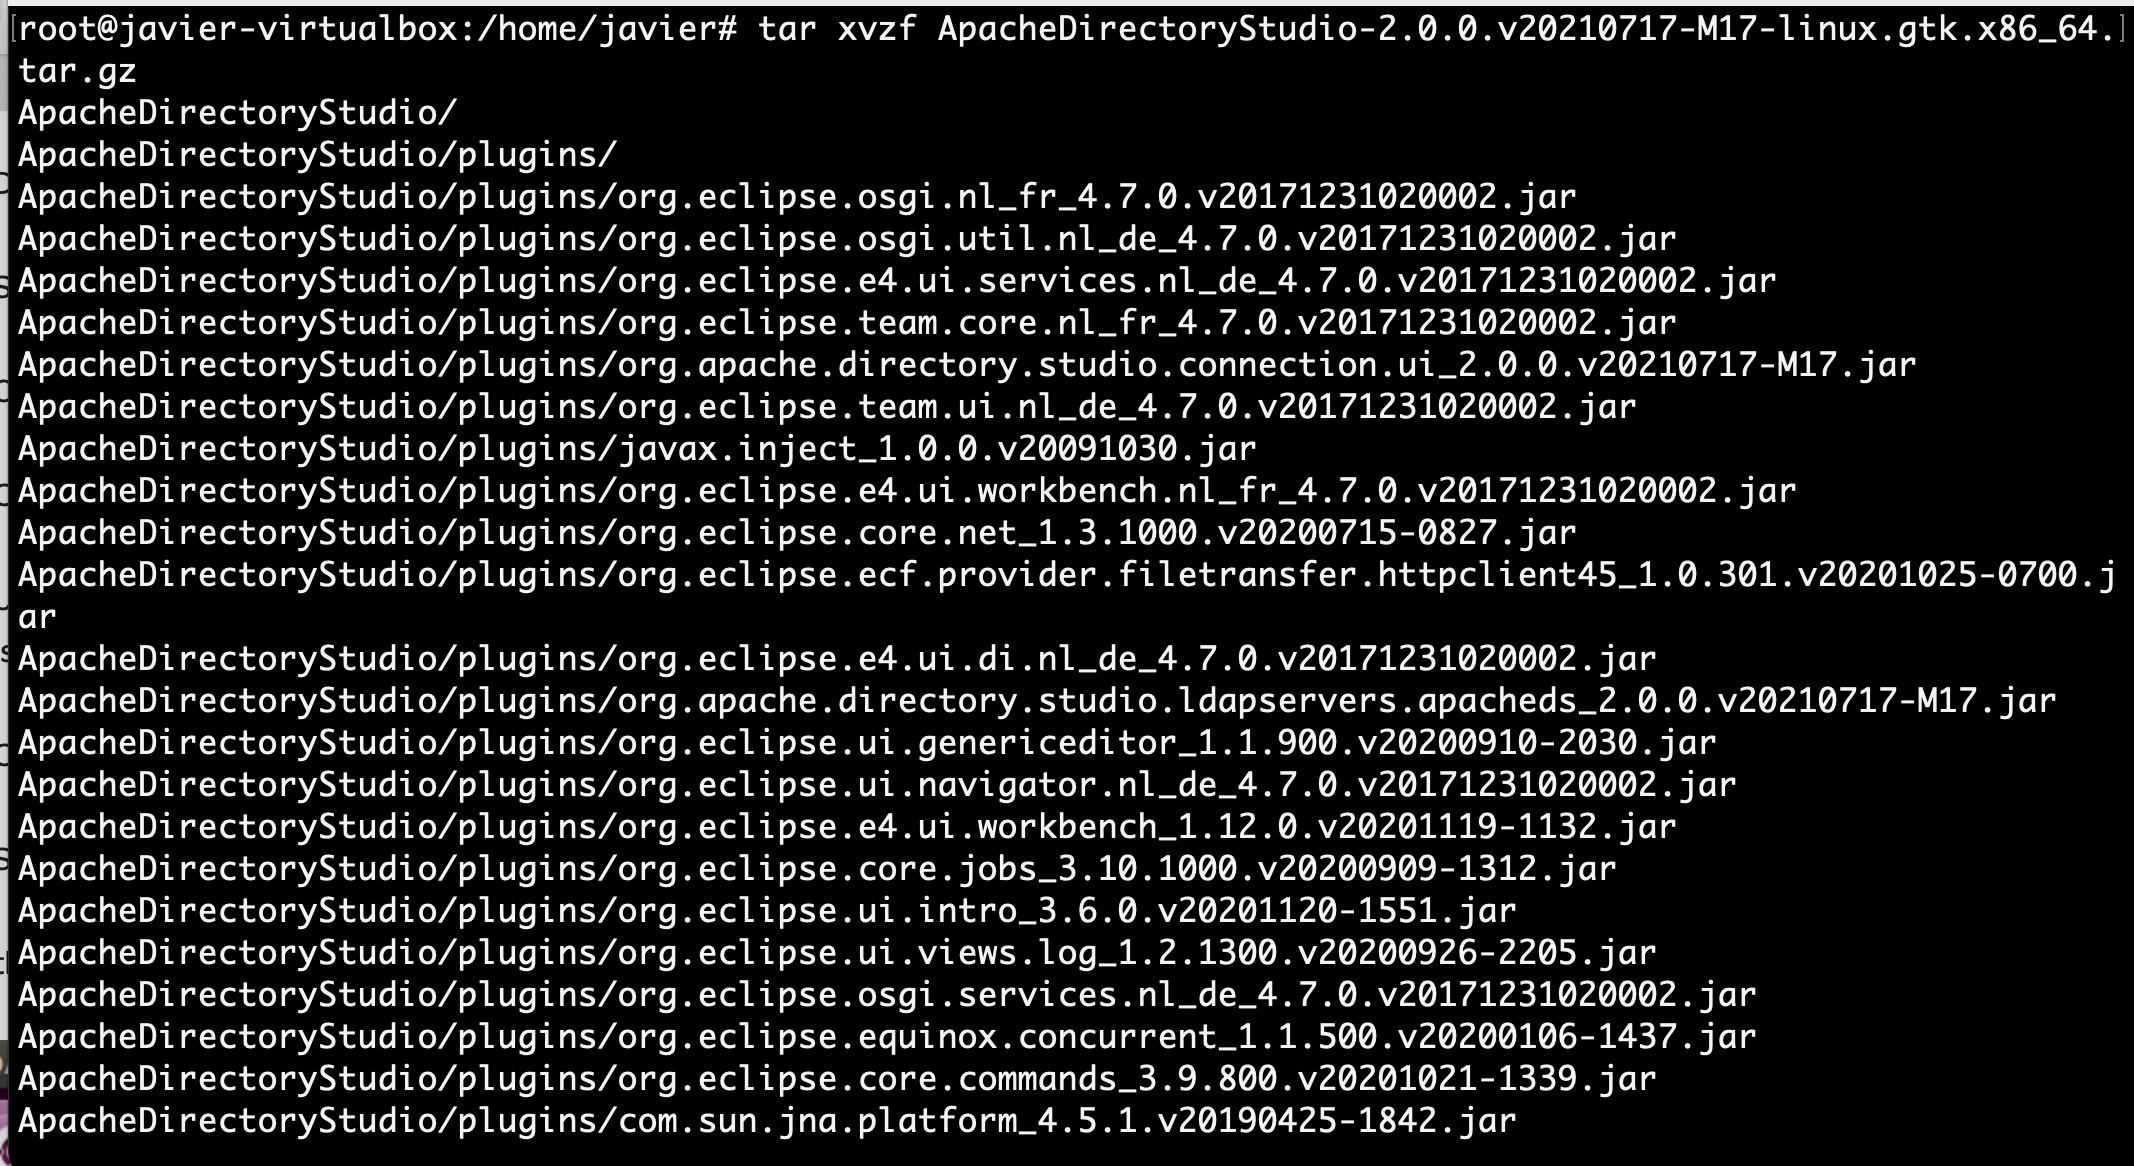 [root@javier-virtualbox:/home/javier# tar xvzf ApacheDirectoryStudio-2.0.0.v20210717-M17-linux.gtk.x86_64.]
tar.gz
ApacheDirectoryStudio/
ApacheDirectoryStudio/plugins/
ApacheDirectoryStudio/plugins/org.eclipse.osgi.nl_fr_4.7.0.v20171231020002.jar
ApacheDirectoryStudio/plugins/org.eclipse.osgi.util.nl_de_4.7.0.v20171231020002.jar
ApacheDirectoryStudio/plugins/org.eclipse.e4.ui.services.nl_de_4.7.0.v20171231020002.jar
ApacheDirectoryStudio/plugins/org.eclipse.team.core.nl_fr_4.7.0.v20171231020002.jar
ApacheDirectoryStudio/plugins/org.apache.directory.studio.connection.ui_2.0.0.v20210717-M17.jar
ApacheDirectoryStudio/plugins/org.eclipse.team.ui.nl_de_4.7.0.v20171231020002.jar
ApacheDirectoryStudio/plugins/javax.inject_1.0.0.v20091030.jar
ApacheDirectoryStudio/plugins/org.eclipse.e4.ui.workbench.nl_fr_4.7.0.v20171231020002.jar
ApacheDirectoryStudio/plugins/org.eclipse.core.net_1.3.1000.v20200715-0827.jar
ApacheDirectoryStudio/plugins/org.eclipse.ecf.provider.filetransfer.httpclient45_1.0.301.v20201025-0700.j
ar
ApacheDirectoryStudio/plugins/org.eclipse.e4.ui.di.nl_de_4.7.0.v20171231020002.jar
ApacheDirectoryStudio/plugins/org.apache.directory.studio.ldapservers.apacheds_2.0.0.v20210717-M17.jar
ApacheDirectoryStudio/plugins/org.eclipse.ui.genericeditor_1.1.900.v20200910-2030.jar
ApacheDirectoryStudio/plugins/org.eclipse.ui.navigator.nl_de_4.7.0.v20171231020002.jar
ApacheDirectoryStudio/plugins/org.eclipse.e4.ui.workbench_1.12.0.v20201119-1132.jar
ApacheDirectoryStudio/plugins/org.eclipse.core.jobs_3.10.1000.v20200909-1312.jar
ApacheDirectoryStudio/plugins/org.eclipse.ui.intro_3.6.0.v20201120-1551.jar
ApacheDirectoryStudio/plugins/org.eclipse.ui.views.log_1.2.1300.v20200926-2205.jar
ApacheDirectoryStudio/plugins/org.eclipse.osgi.services.nl_de_4.7.0.v20171231020002.jar
ApacheDirectoryStudio/plugins/org.eclipse.equinox.concurrent_1.1.500.v20200106-1437.jar
ApacheDirectoryStudio/plugins/org.eclipse.core.commands_3.9.800.v20201021-1339.jar
ApacheDirectoryStudio/plugins/com.sun.jna.platform_4.5.1.v20190425-1842.jar